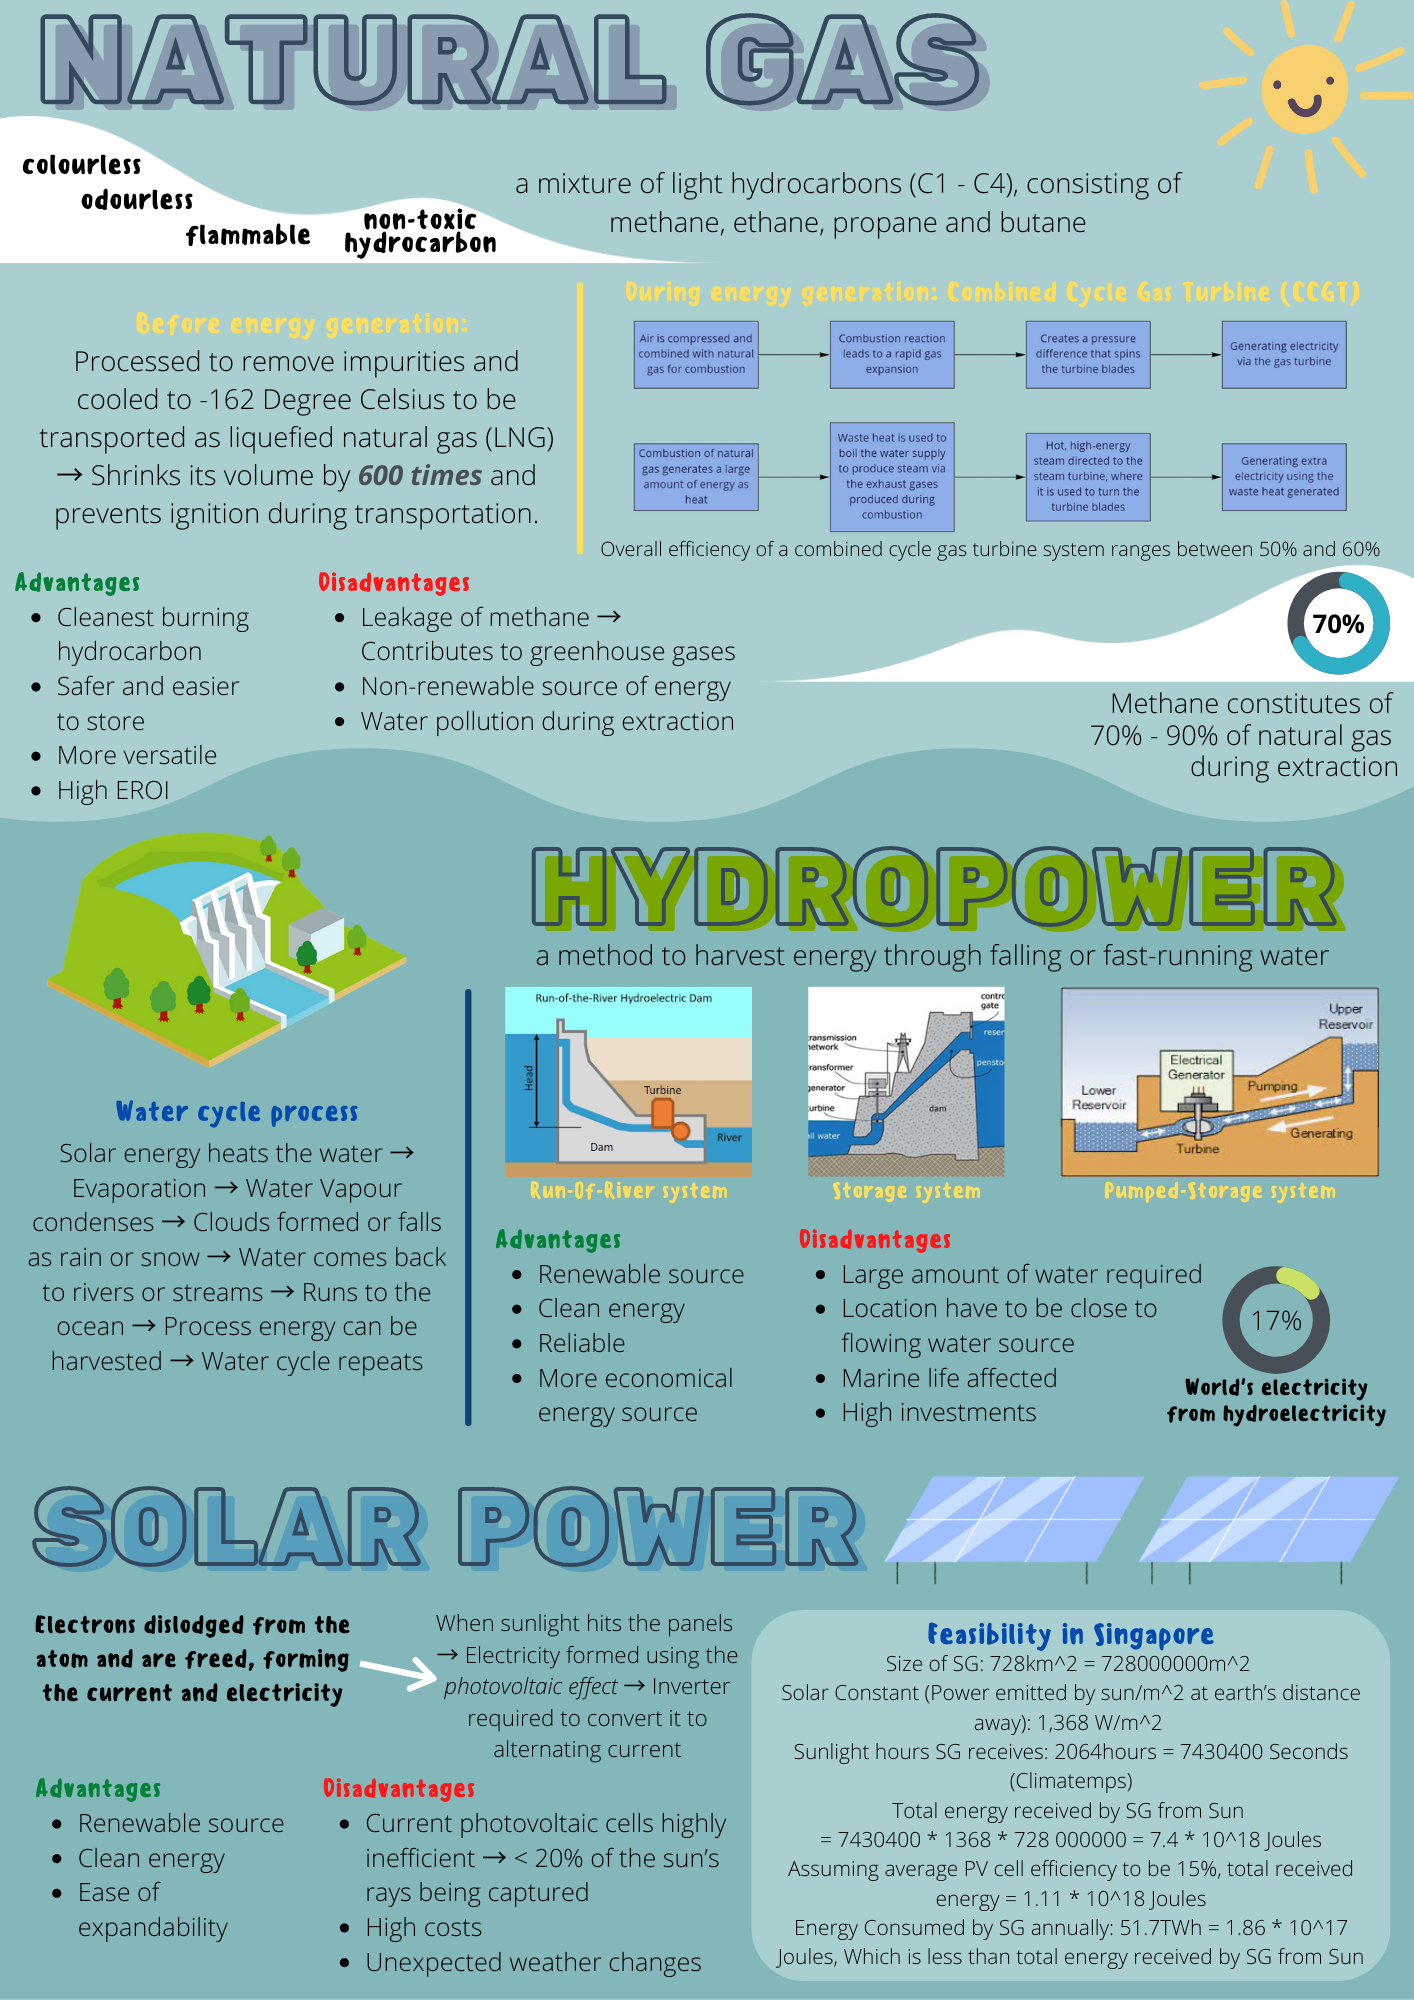 NATURAL GAS
colourless
odourless
flammable
non-toxic
hydrocarbon
a mixture of light hydrocarbons (C1 - C4), consisting of
methane, ethane, propane and butane
Before energy generation:
Processed to remove impurities and
cooled to -162 Degree Celsius to be
transported as liquefied natural gas (LNG)
→ Shrinks its volume by 600 times and
prevents ignition during transportation.
During energy generation: Combined Cycle Gas Turbine (CCGT)
Air is compressed and
combined with natural
gas for combustion
Combustion reaction
leads to a rapid gas
expansion
Creates a pressure
difference that spins
the turbine blades
Generating electricity
via the gas turbine
Combustion of natural
gas generates a large
amount of energy as
heat
Waste heat is used to
boil the water supply
to produce steam via
the exhaust gases
produced during
combustion
Hot, high-energy
steam directed to the
steam turbine, where
it is used to turn the
turbine blades
Generating extra
electricity using the
waste heat generated
Overall efficiency of a combined cycle gas turbine system ranges between 50% and 60%
Advantages
• Cleanest burning
hydrocarbon
• Safer and easier
to store
• More versatile
• High EROI
Disadvantages
• Leakage of methane →
Contributes to greenhouse gases
• Non-renewable source of energy
• Water pollution during extraction
70%
Methane constitutes of
70% - 90% of natural gas
during extraction
HYDROPOWER
a method to harvest energy through falling or fast-running water
Water cycle process
Solar energy heats the water →
Evaporation → Water Vapour
condenses → Clouds formed or falls
as rain or snow → Water comes back
to rivers or streams → Runs to the
ocean → Process energy can be
harvested → Water cycle repeats
Run-of-the-River Hydroelectric Dam
Head
Turbine
Dam
River
Run-Of-River system
contro
gate
reser
pensto
ransmission
etwork
ransformer
enerator
urbine
il water
dam
Storage system
Upper
Reservoir
Electrical
Generator
Lower
Reservoir
Pumping
Generating
Turbine
Pumped-Storage system
Advantages
• Renewable source
• Clean energy
• Reliable
• More economical
energy source
Disadvantages
• Large amount of water required
• Location have to be close to
flowing water source
• Marine life affected
• High investments
17%
World's electricity
from hydroelectricity
SOLAR POWER
Electrons dislodged from the
atom and are freed, forming
the current and electricity
When sunlight hits the panels
→ Electricity formed using the
photovoltaic effect → Inverter
required to convert it to
alternating current
Advantages
• Renewable source
• Clean energy
• Ease of
expandability
Disadvantages
• Current photovoltaic cells highly
inefficient → < 20% of the sun's
rays being captured
• High costs
• Unexpected weather changes
Feasibility in Singapore
Size of SG: 728km^2 = 728000000m^2
Solar Constant (Power emitted by sun/m^2 at earth's distance
away): 1,368 W/m^2
Sunlight hours SG receives: 2064hours = 7430400 Seconds
(Climatemps)
Total energy received by SG from Sun
= 7430400 * 1368 * 728 000000 = 7.4 * 10^18 Joules
Assuming average PV cell efficiency to be 15%, total received
energy = 1.11 * 10^18 Joules
Energy Consumed by SG annually: 51.7TWh = 1.86 * 10^17
Joules, Which is less than total energy received by SG from Sun